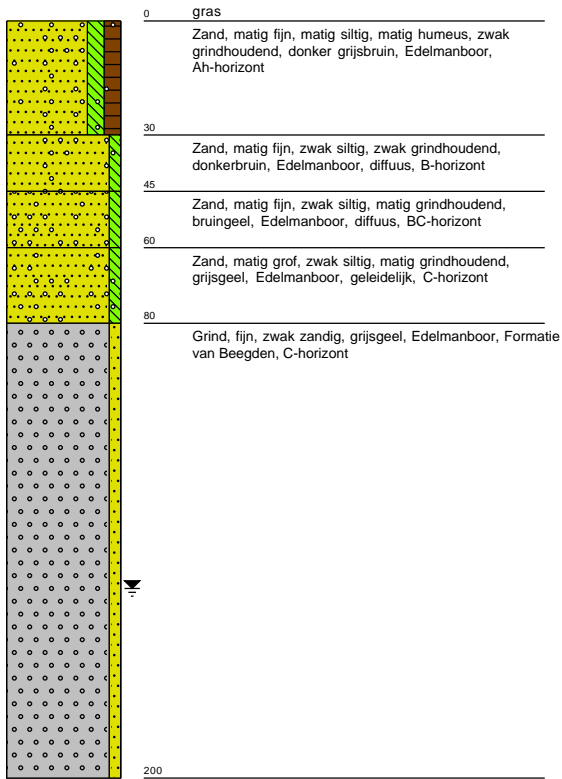 0 gras
Zand, matig fijn, matig siltig, matig humeus, zwak
grindhoudend, donker grijsbruin, Edelmanboor,
Ah-horizont
30
Zand, matig fijn, zwak siltig, zwak grindhoudend,
donkerbruin, Edelmanboor, diffuus, B-horizont
45
Zand, matig fijn, zwak siltig, matig grindhoudend,
bruingeel, Edelmanboor, diffuus, BC-horizont
60
Zand, matig grof, zwak siltig, matig grindhoudend,
grijsgeel, Edelmanboor, geleidelijk, C-horizont
80
Grind, fijn, zwak zandig, grijsgeel, Edelmanboor, Formatie
van Beegden, C-horizont
200